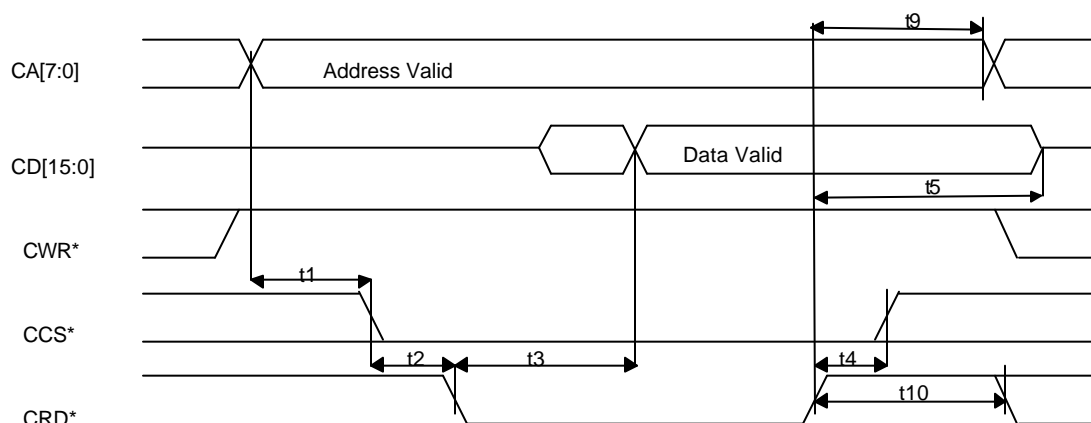 t9
CA[7:0]
Address Valid
CD[15:0]
Data Valid
t5
CWR*
t1
CCS*
t2
t3
t4
t10
CRD*